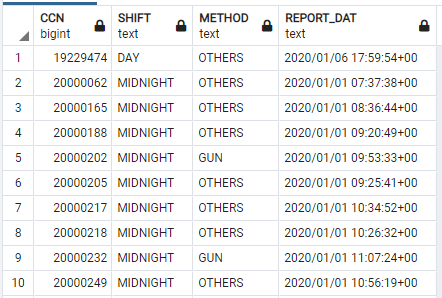 CCN SHIFT METHOD REPORT_DAT
bigint text text text
1 19229474 DAY OTHERS 2020/01/06 17:59:54+00
2 20000062 MIDNIGHT OTHERS 2020/01/01 07:37:38+00
3 20000165 MIDNIGHT OTHERS 2020/01/01 08:36:44+00
4 20000188 MIDNIGHT OTHERS 2020/01/01 09:20:49+00
5 20000202 MIDNIGHT GUN 2020/01/01 09:53:33+00
6 20000205 MIDNIGHT OTHERS 2020/01/01 09:25:41+00
7 20000217 MIDNIGHT OTHERS 2020/01/01 10:34:52+00
8 20000218 MIDNIGHT OTHERS 2020/01/01 10:26:32+00
9 20000232 MIDNIGHT GUN 2020/01/01 11:07:24+00
10 20000249 MIDNIGHT OTHERS 2020/01/01 10:56:19+00